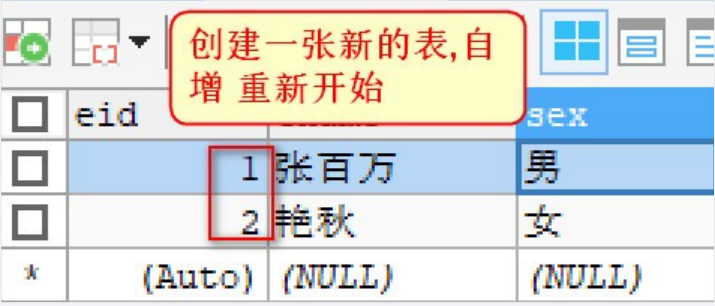 创建一张新的表,自
增 重新开始
eid sex
1 张百万 男
2 艳秋 女
* (Auto) (NULL) (NULL)